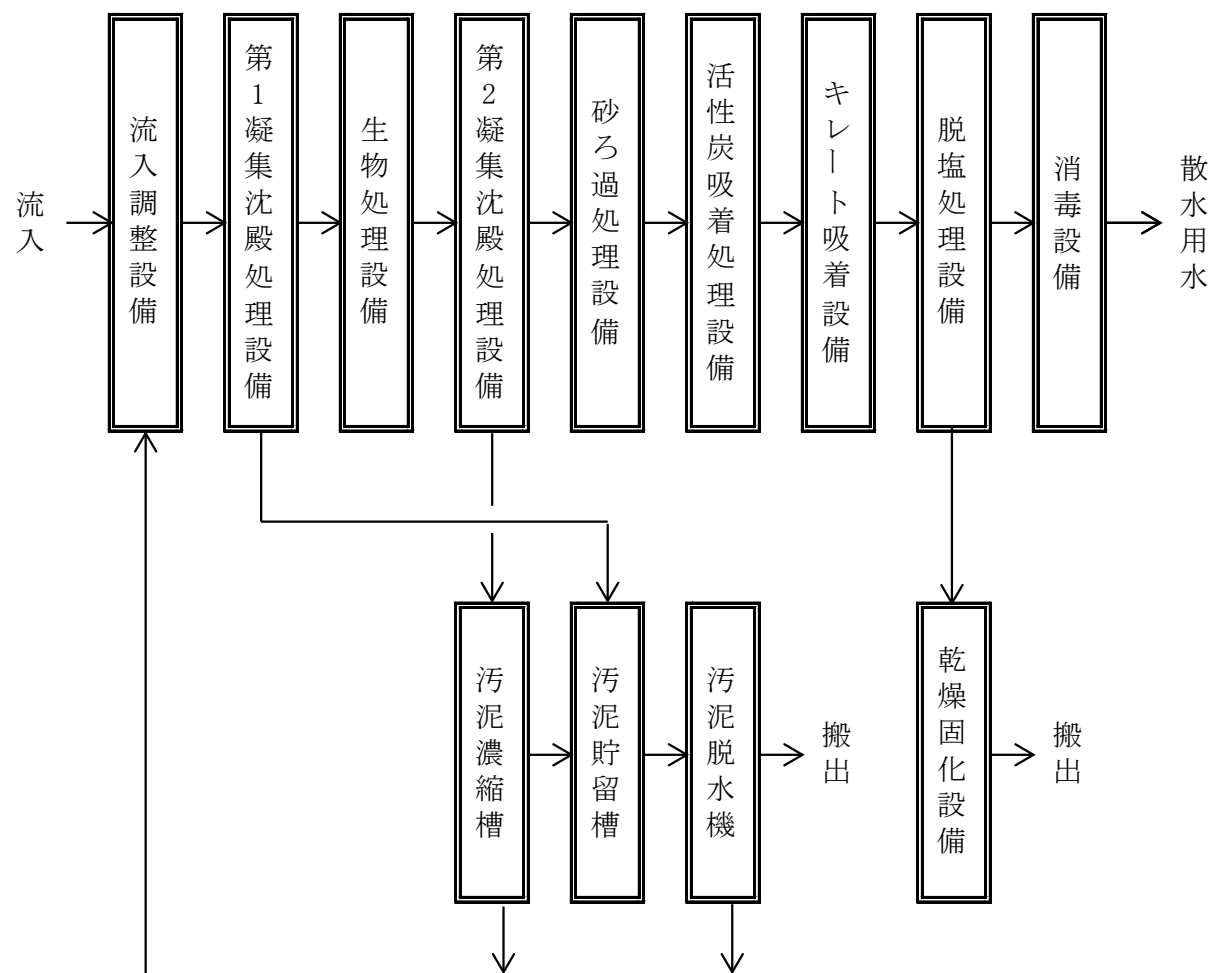 流入
流入調整設備
第1凝集沈殿処理設備
生物処理設備
第2凝集沈殿処理設備
砂ろ過処理設備
活性炭吸着処理設備
キレート吸着設備
脱塩処理設備
消毒設備
散水用水
汚泥濃縮槽
汚泥貯留槽
汚泥脱水機
搬出
乾燥固化設備
搬出